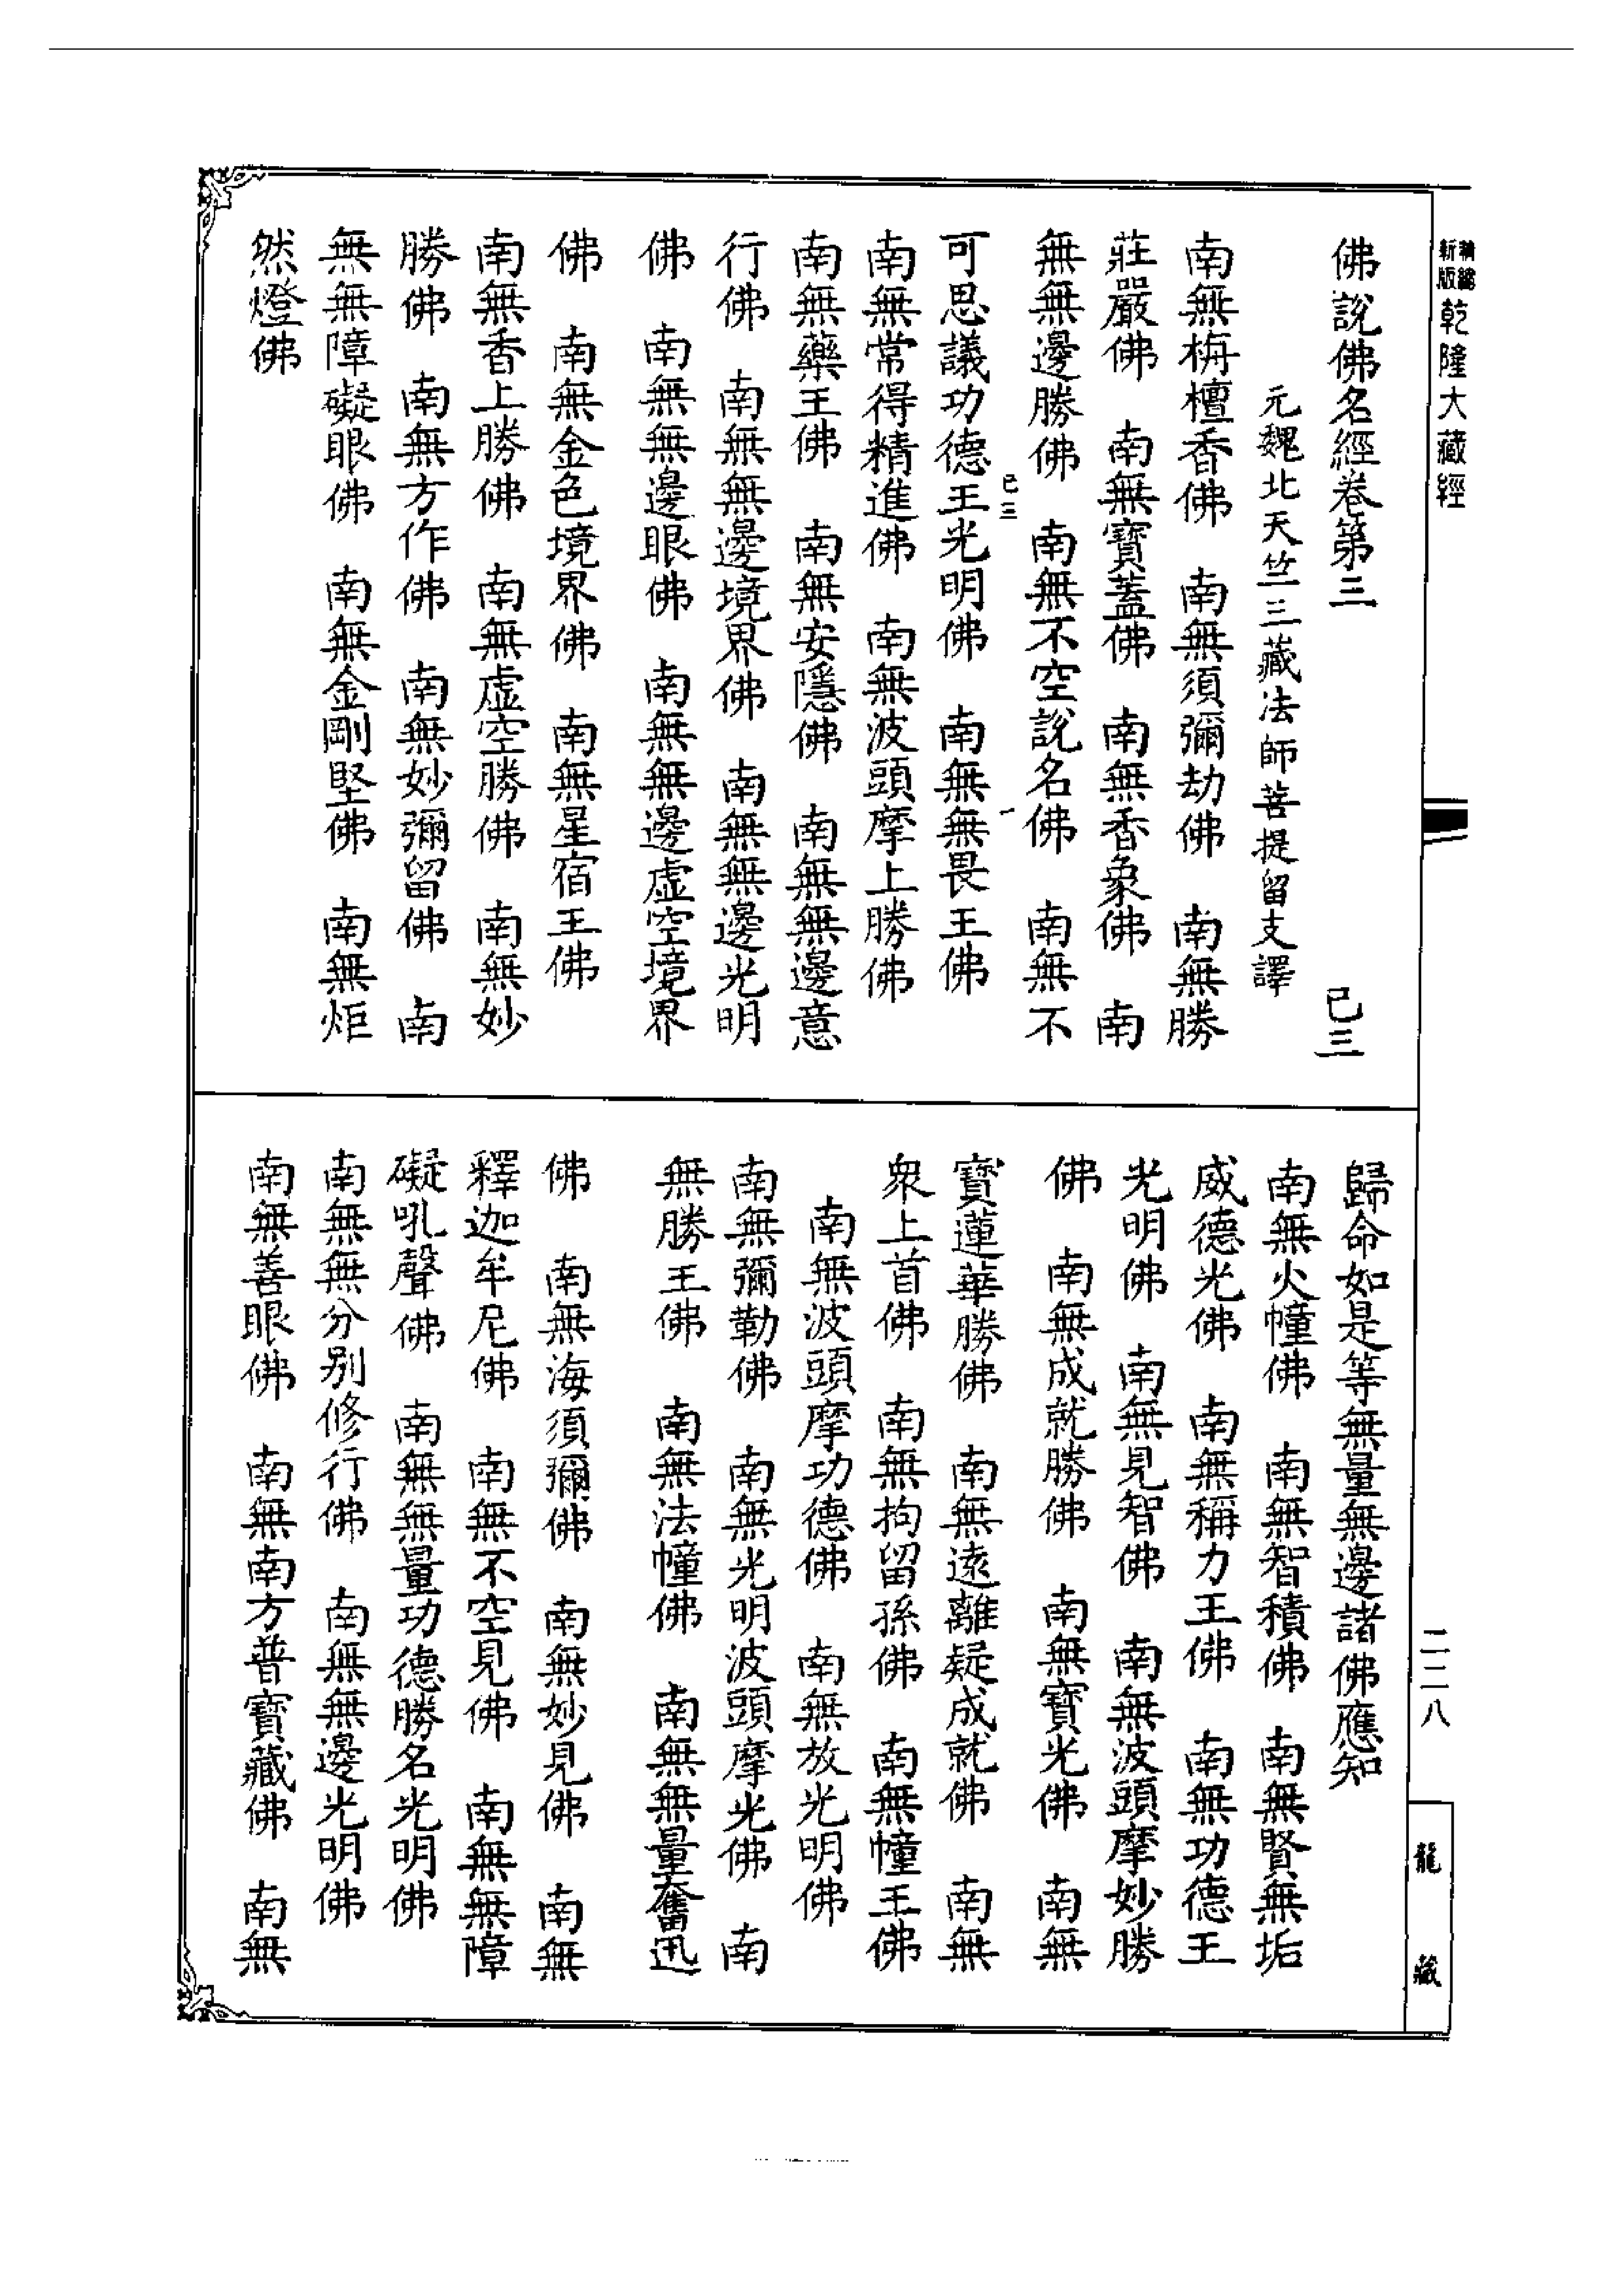 新編
新版
乾隆大藏經
佛說佛名經卷第三　己三
元魏北天竺三藏法師菩提留支譯
南無栴檀香佛　南無須彌劫佛　南無勝
莊嚴佛　南無寶蓋佛　南無香象佛　南
無無邊勝佛　南無不空說名佛　南無不
己三　一
可思議功德王光明佛　南無無畏王佛
南無常得精進佛　南無波頭摩上勝佛
南無藥王佛　南無安隱佛　南無無邊意
行佛　南無無邊境界佛　南無無邊光明
佛　南無無邊眼佛　南無無邊虛空境界
佛　南無金色境界佛　南無星宿王佛
南無香上勝佛　南無虛空勝佛　南無妙
勝佛　南無方作佛　南無妙彌留佛　南
無無障礙眼佛　南無金剛堅佛　南無炬
然燈佛
歸命如是等無量無邊諸佛應知
南無火幢佛　南無智積佛　南無賢無垢
威德光佛　南無稱力王佛　南無功德王
光明佛　南無見智佛　南無波頭摩妙勝
佛　南無成就勝佛　南無寶光佛　南無
寶蓮華勝佛　南無遠離疑成就佛　南無
衆上首佛　南無拘留孫佛　南無幢王佛
南無波頭摩功德佛　南無放光明佛
南無彌勒佛　南無光明波頭摩光佛　南
無勝王佛　南無法幢佛　南無無量奮迅
佛　南無海須彌佛　南無妙見佛　南無
釋迦牟尼佛　南無不空見佛　南無無障
礙吼聲佛　南無無量功德勝名光明佛
南無無分別修行佛　南無無邊光明佛
南無善眼佛　南無南方普寶藏佛　南無
二二八
龍藏